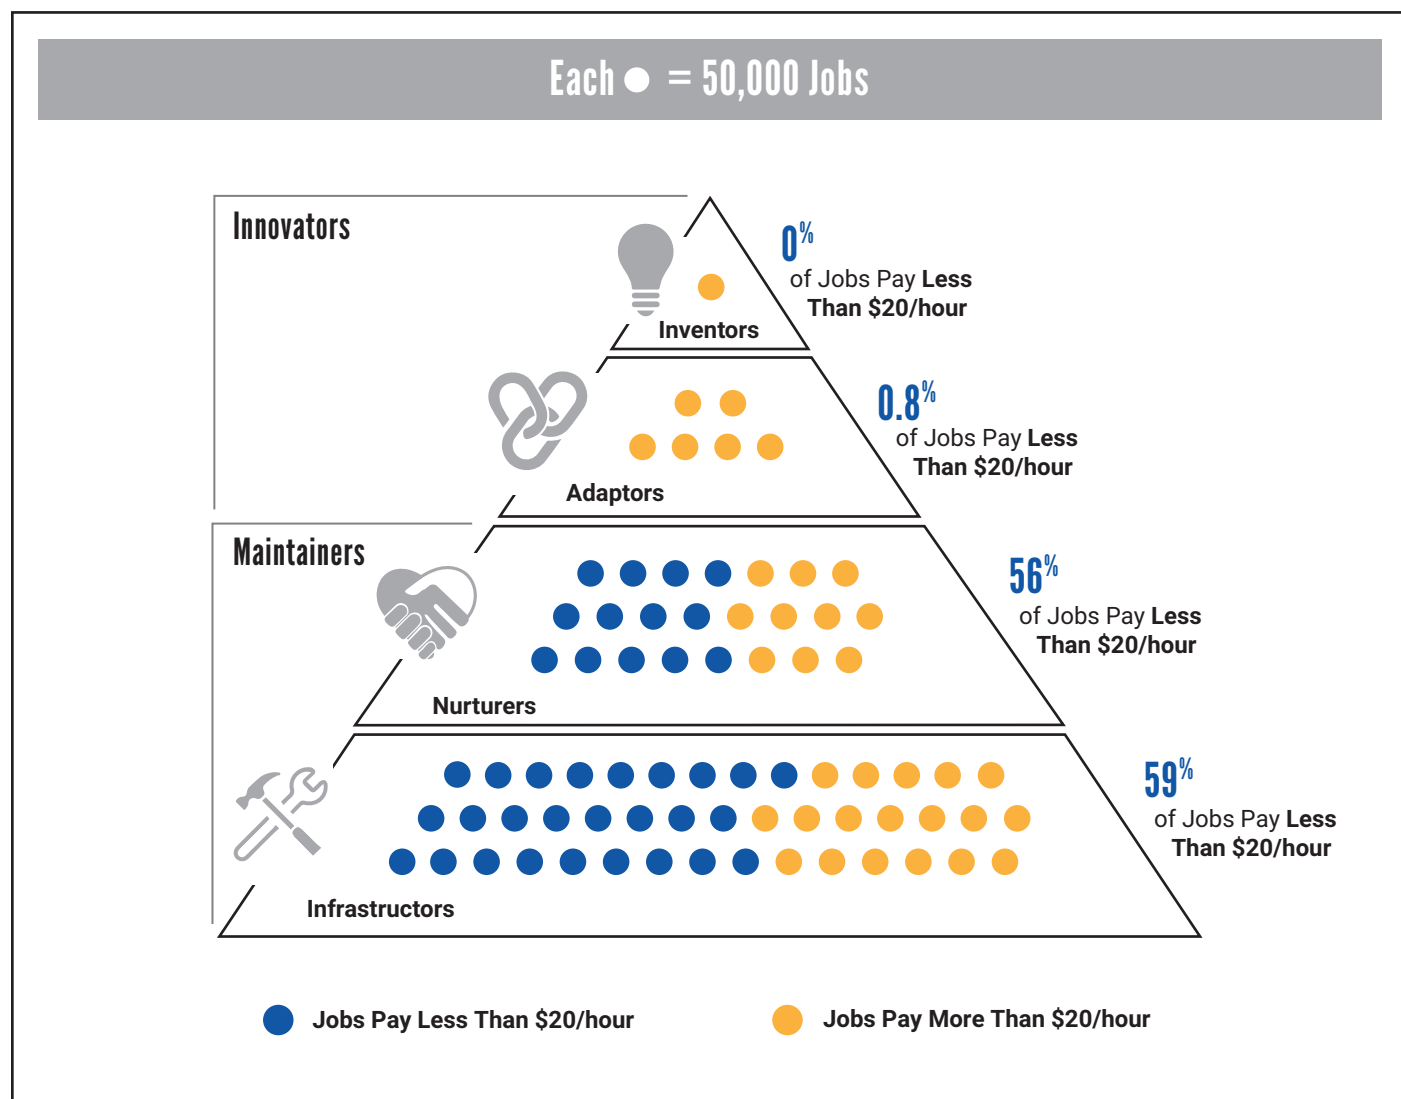 Each = 50,000 Jobs
Innovators
0%
of Jobs Pay Less
Than $20/hour
Inventors
0.8%
of Jobs Pay Less
Than $20/hour
Adaptors
Maintainers
56%
of Jobs Pay Less
Than $20/hour
Nurturers
59%
of Jobs Pay Less
Than $20/hour
Infrastructors
Jobs Pay Less Than $20/hour
Jobs Pay More Than $20/hour